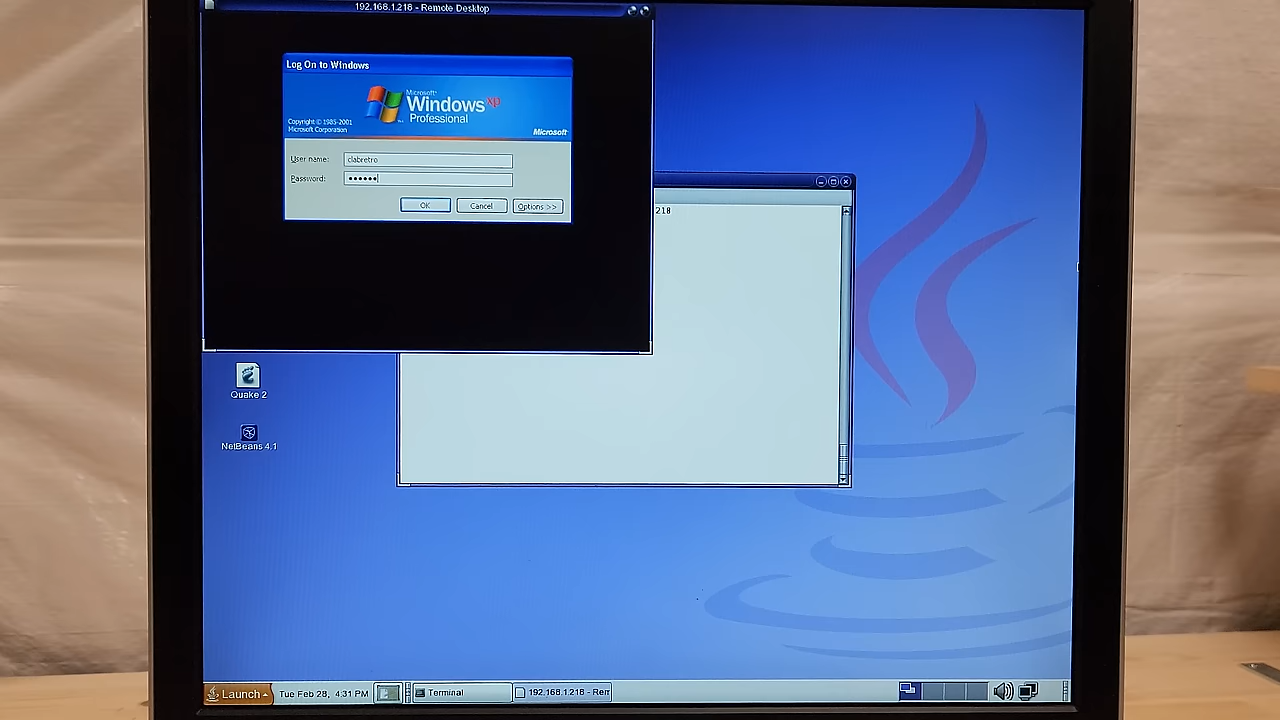 192.168.1.218 - Remote Desktop
Log On to Windows
Microsoft®
Windows xp
Professional
Copyright © 1985-2001
Microsoft Corporation
Microsoft
User name: clabretro
Password: ••••••
OK Cancel Options >>
218
Quake 2
NetBeans 4.1
Launch Tue Feb 28, 4:31 PM Terminal 192.168.1.218 - Rem